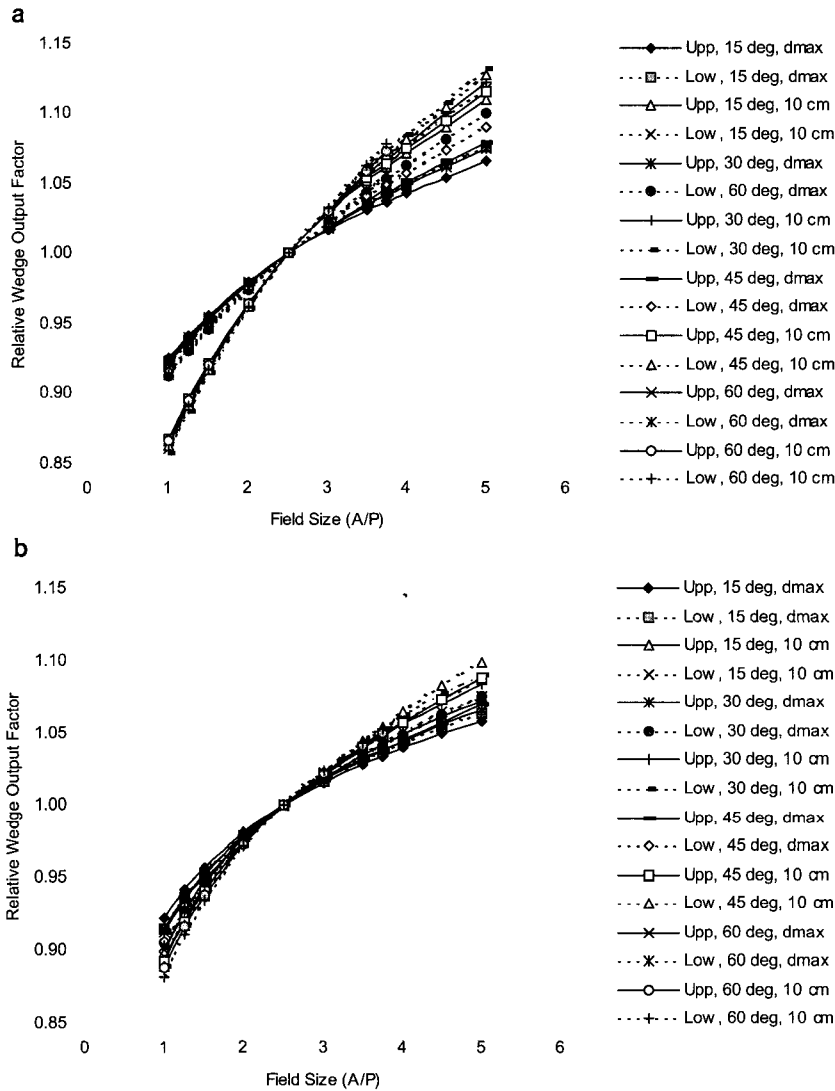 a
Relative Wedge Output Factor
1.15
1.10
1.05
1.00
0.95
0.90
0.85
0 1 2 3 4 5 6
Field Size (A/P)
Upp, 15 deg, dmax
Low, 15 deg, dmax
Upp, 15 deg, 10 cm
Low, 15 deg, 10 cm
Upp, 30 deg, dmax
Low, 60 deg, dmax
Upp, 30 deg, 10 cm
Low, 30 deg, 10 cm
Upp, 45 deg, dmax
Low, 45 deg, dmax
Upp, 45 deg, 10 cm
Low, 45 deg, 10 cm
Upp, 60 deg, dmax
Low, 60 deg, dmax
Upp, 60 deg, 10 cm
Low, 60 deg, 10 cm
b
Relative Wedge Output Factor
1.15
1.10
1.05
1.00
0.95
0.90
0.85
0 1 2 3 4 5 6
Field Size (A/P)
Upp, 15 deg, dmax
Low, 15 deg, dmax
Upp, 15 deg, 10 cm
Low, 15 deg, 10 cm
Upp, 30 deg, dmax
Low, 30 deg, dmax
Upp, 30 deg, 10 cm
Low, 30 deg, 10 cm
Upp, 45 deg, dmax
Low, 45 deg, dmax
Upp, 45 deg, 10 cm
Low, 45 deg, 10 cm
Upp, 60 deg, dmax
Low, 60 deg, dmax
Upp, 60 deg, 10 cm
Low, 60 deg, 10 cm